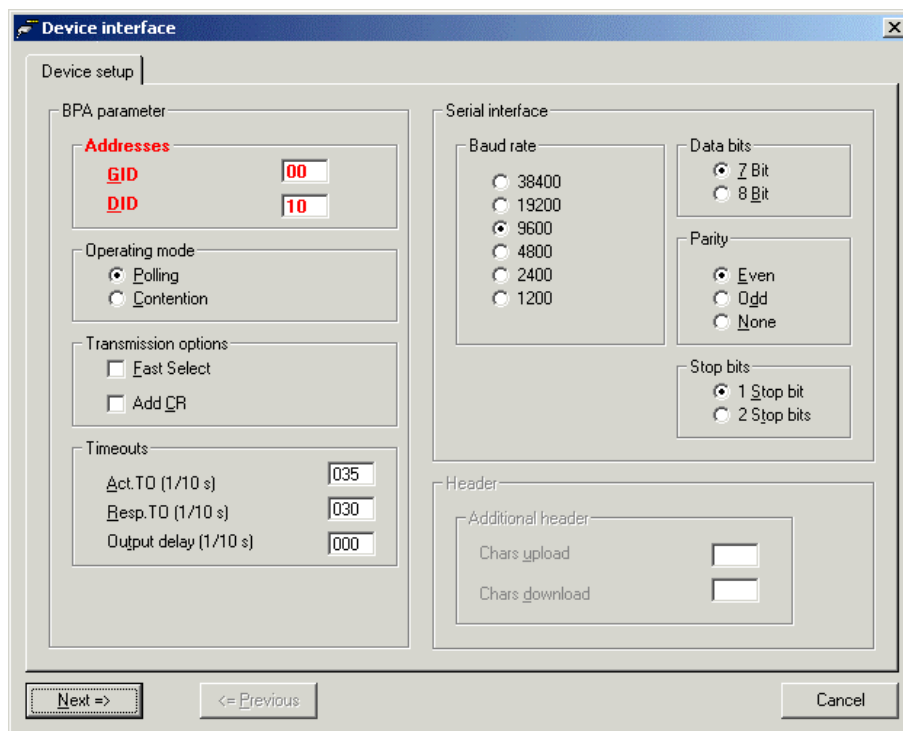 Device interface
Device setup
BPA parameter
Addresses
GID 00
DID 10
Operating mode
Polling
Contention
Transmission options
Fast Select
Add CR
Timeouts
Act.TO (1/10 s) 035
Resp.TO (1/10 s) 030
Output delay (1/10 s) 000
Serial interface
Baud rate
38400
19200
9600
4800
2400
1200
Data bits
7 Bit
8 Bit
Parity
Even
Odd
None
Stop bits
1 Stop bit
2 Stop bits
Header
Additional header
Chars upload
Chars download
Next =>
<= Previous
Cancel